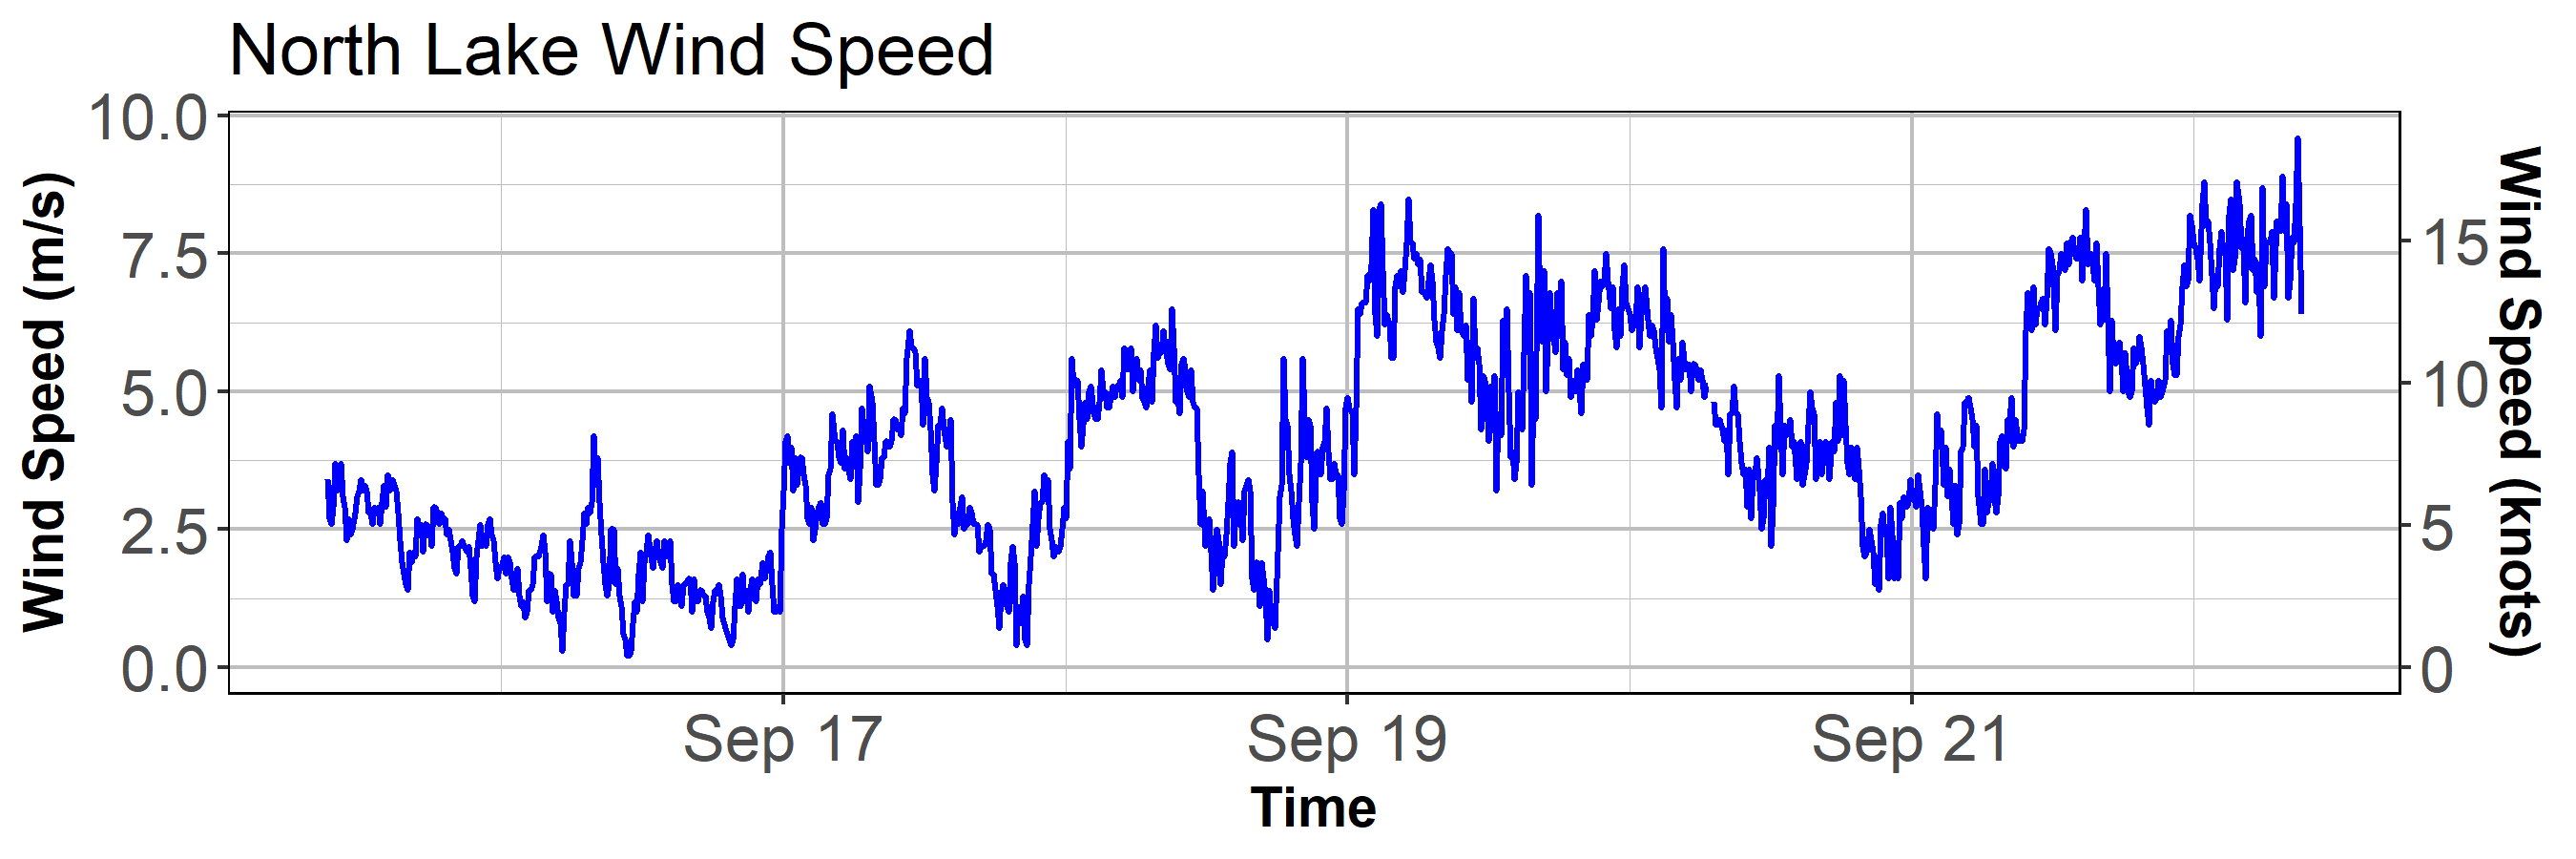 North Lake Wind Speed
10.0
7.5
5.0
2.5
0.0
Wind Speed (m/s)
15
10
5
0
Wind Speed (knots)
Sep 17 Sep 19 Sep 21
Time